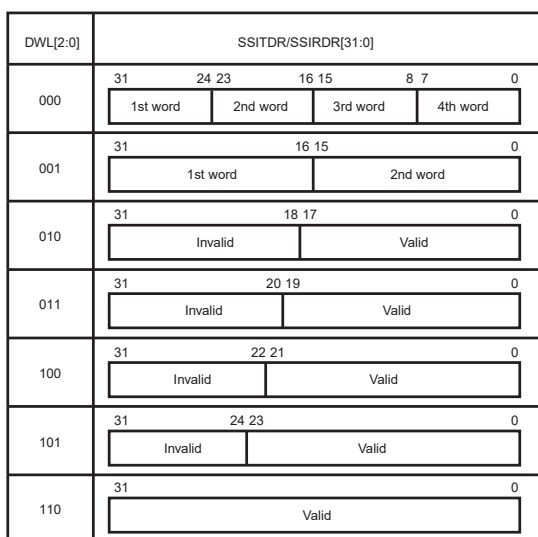 DWL[2:0] SSITDR/SSIRDR[31:0]
31 24 23 16 15 8 7 0
000 1st word 2nd word 3rd word 4th word
31 16 15 0
001 1st word 2nd word
31 18 17 0
010 Invalid Valid
31 20 19 0
011 Invalid Valid
31 22 21 0
100 Invalid Valid
31 24 23 0
101 Invalid Valid
31 0
110 Valid